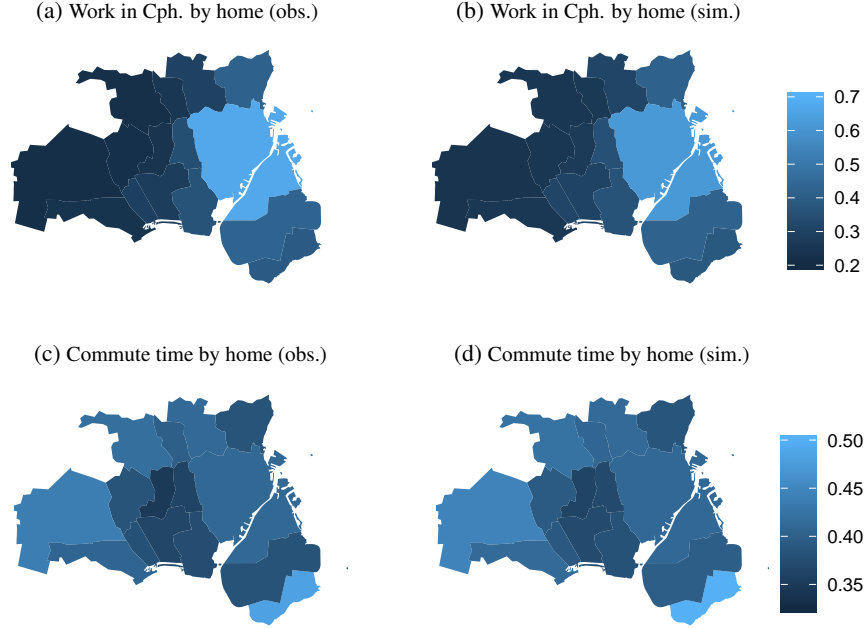 (a) Work in Cph. by home (obs.)
(b) Work in Cph. by home (sim.)
0.7
0.6
0.5
0.4
0.3
0.2
(c) Commute time by home (obs.)
(d) Commute time by home (sim.)
0.50
0.45
0.40
0.35